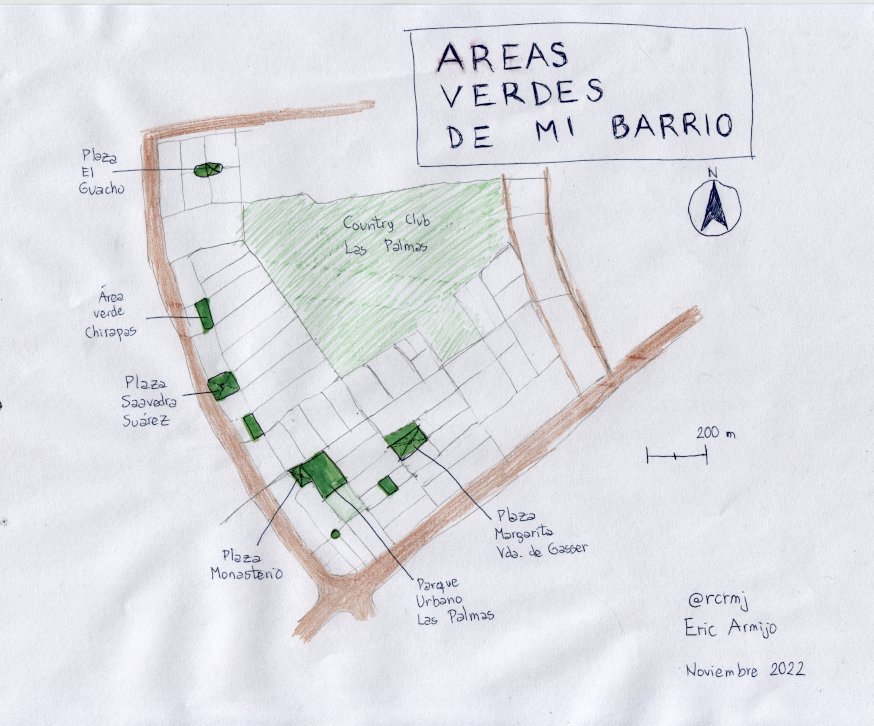 AREAS
VERDES
DE MI BARRIO
N
Plaza
El
Guacho
Country Club
Las Palmas
Área
verde
Chirapas
Plaza
Saavedra
Suárez
200 m
Plaza
Margarita
Vda. de Gasser
Plaza
Monasterio
Parque
Urbano
Las Palmas
@rcrmj
Eric Armijo
Noviembre 2022